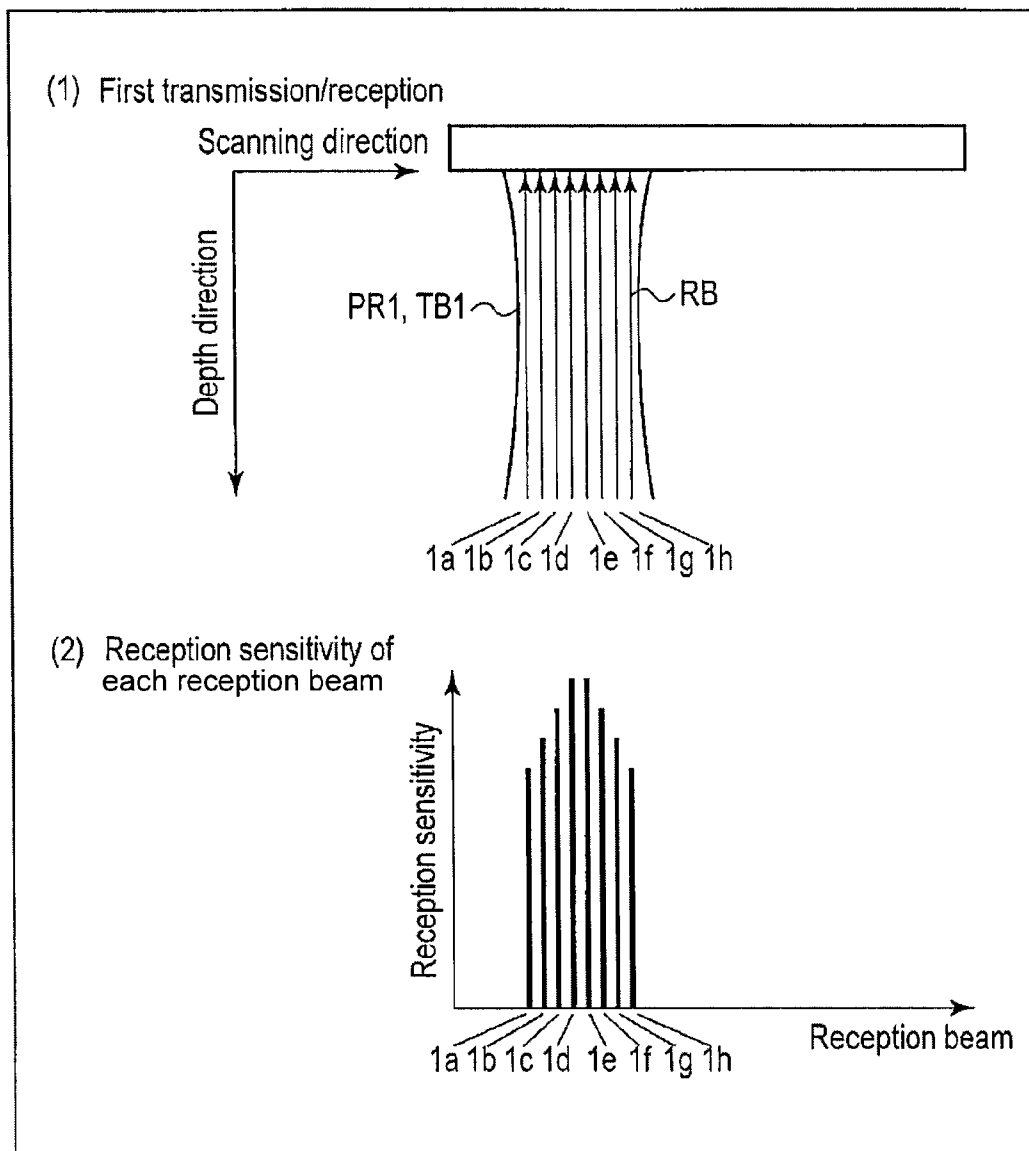 (1) First transmission/reception
Scanning direction
Depth direction
PR1, TB1
RB
1a 1b 1c 1d 1e 1f 1g 1h
(2) Reception sensitivity of
each reception beam
Reception sensitivity
Reception beam
1a 1b 1c 1d 1e 1f 1g 1h